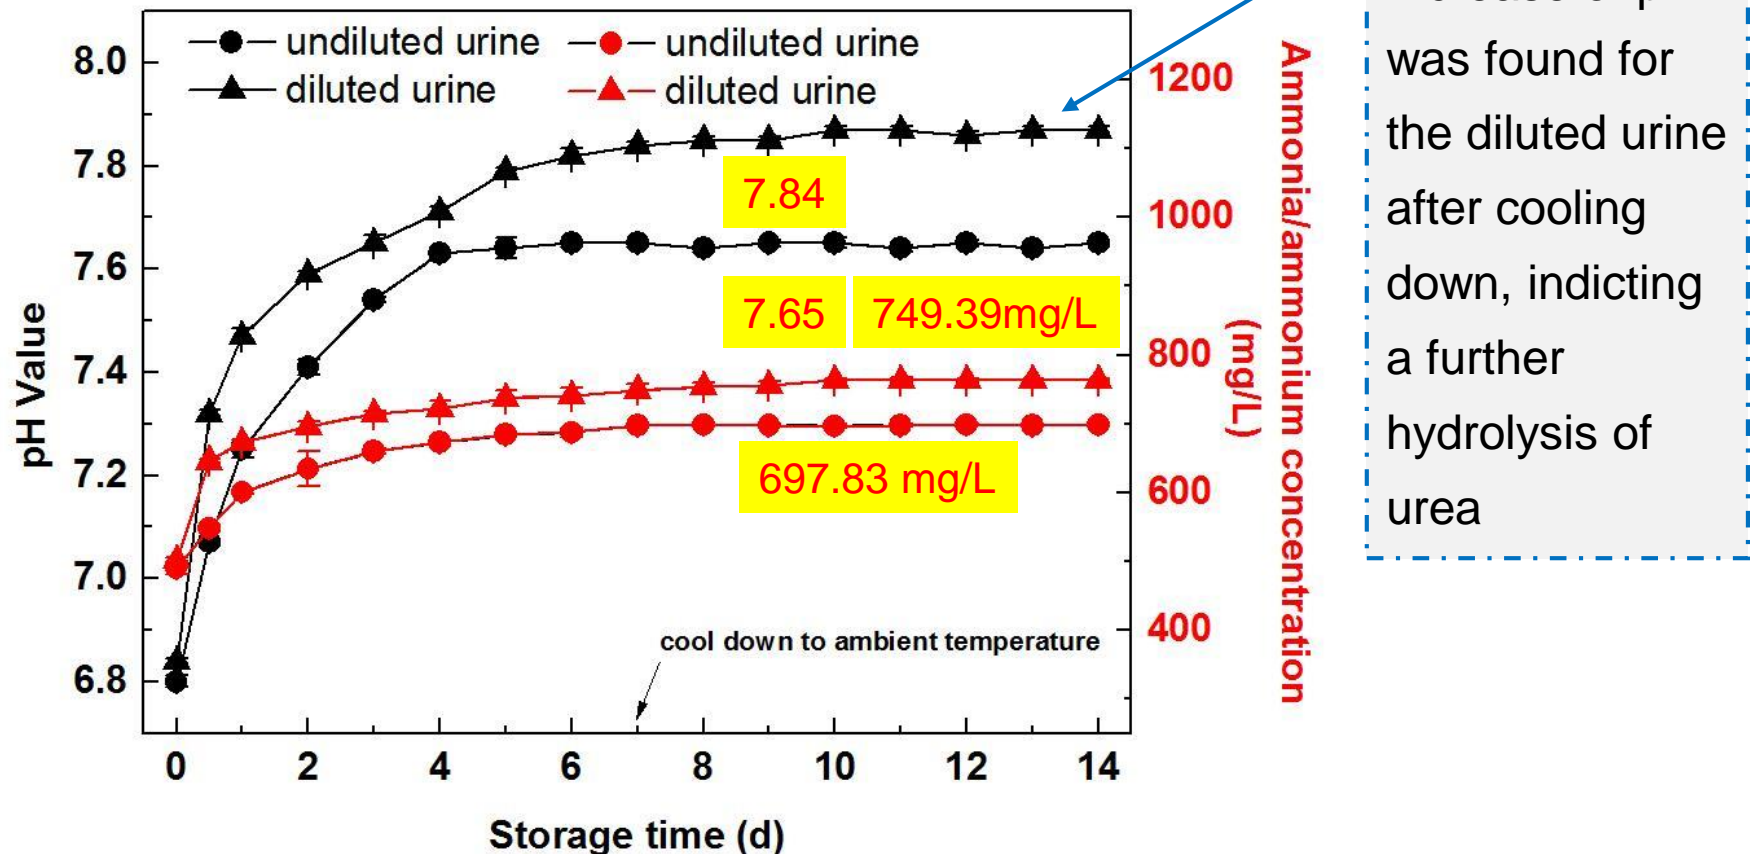 undiluted urine
undiluted urine
diluted urine
diluted urine
8.0
7.8
7.6
7.4
7.2
7.0
6.8
pH Value
7.84
7.65
749.39mg/L
697.83 mg/L
cool down to ambient temperature
0
2
4
6
8
10
12
14
Storage time (d)
1200
1000
800
600
400
Ammonia/ammonium concentration
(mg/L)
was found for
the diluted urine
after cooling
down, indicting
a further
hydrolysis of
urea